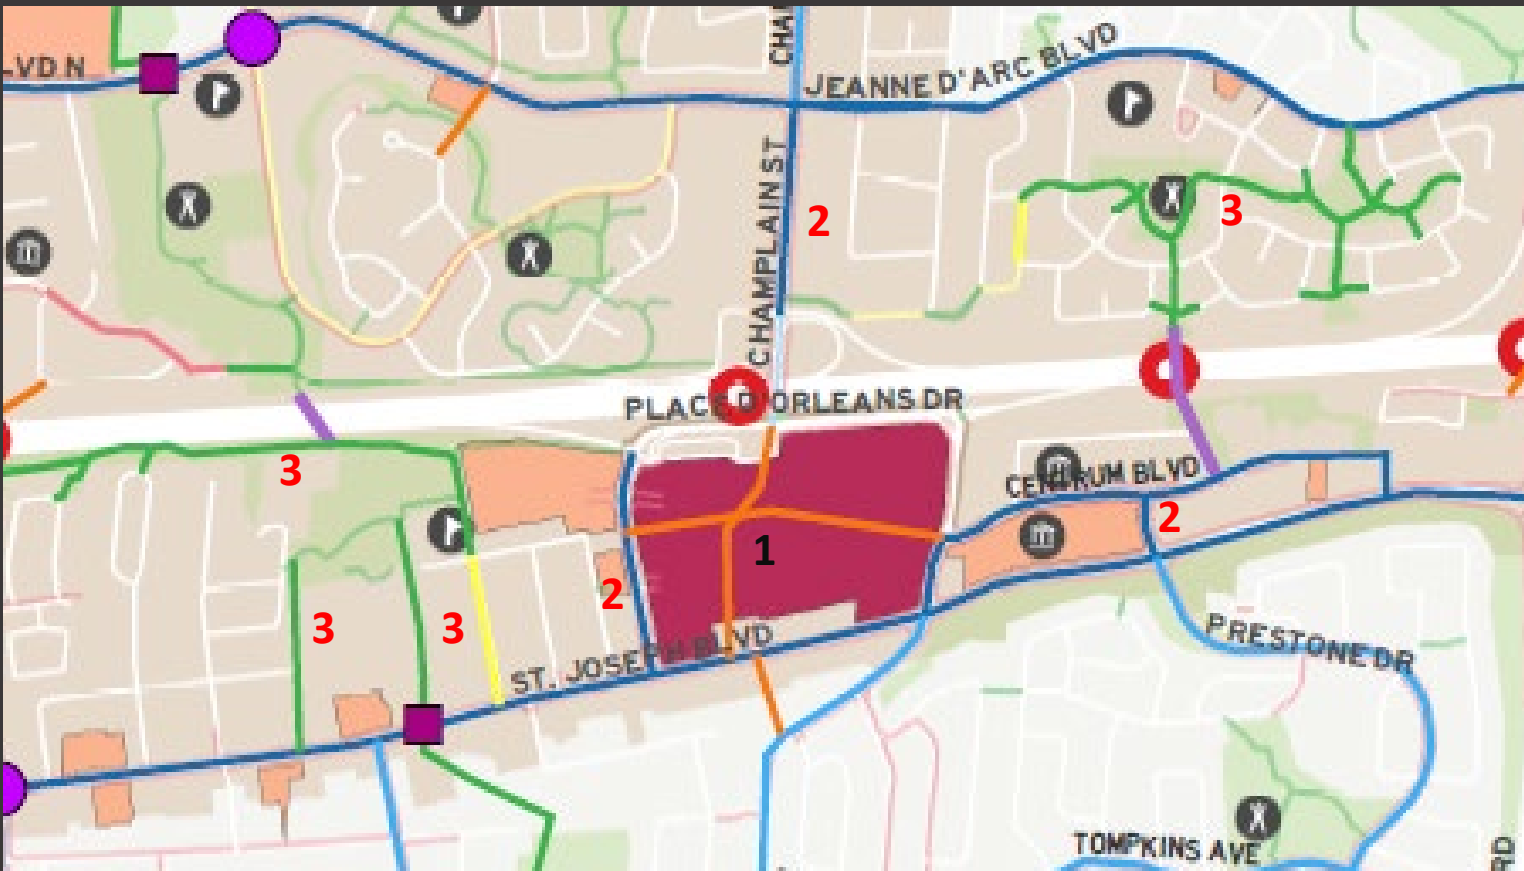 LVD N
CHA
JEANNE D'ARC BLVD
CHAMPLAIN ST
2
3
PLACE D'ORLEANS DR
3
CENTRUM BLVD
2
1
2
3
3
ST. JOSEPH BLVD
PRESTONE DR
TOMPKINS AVE
RD